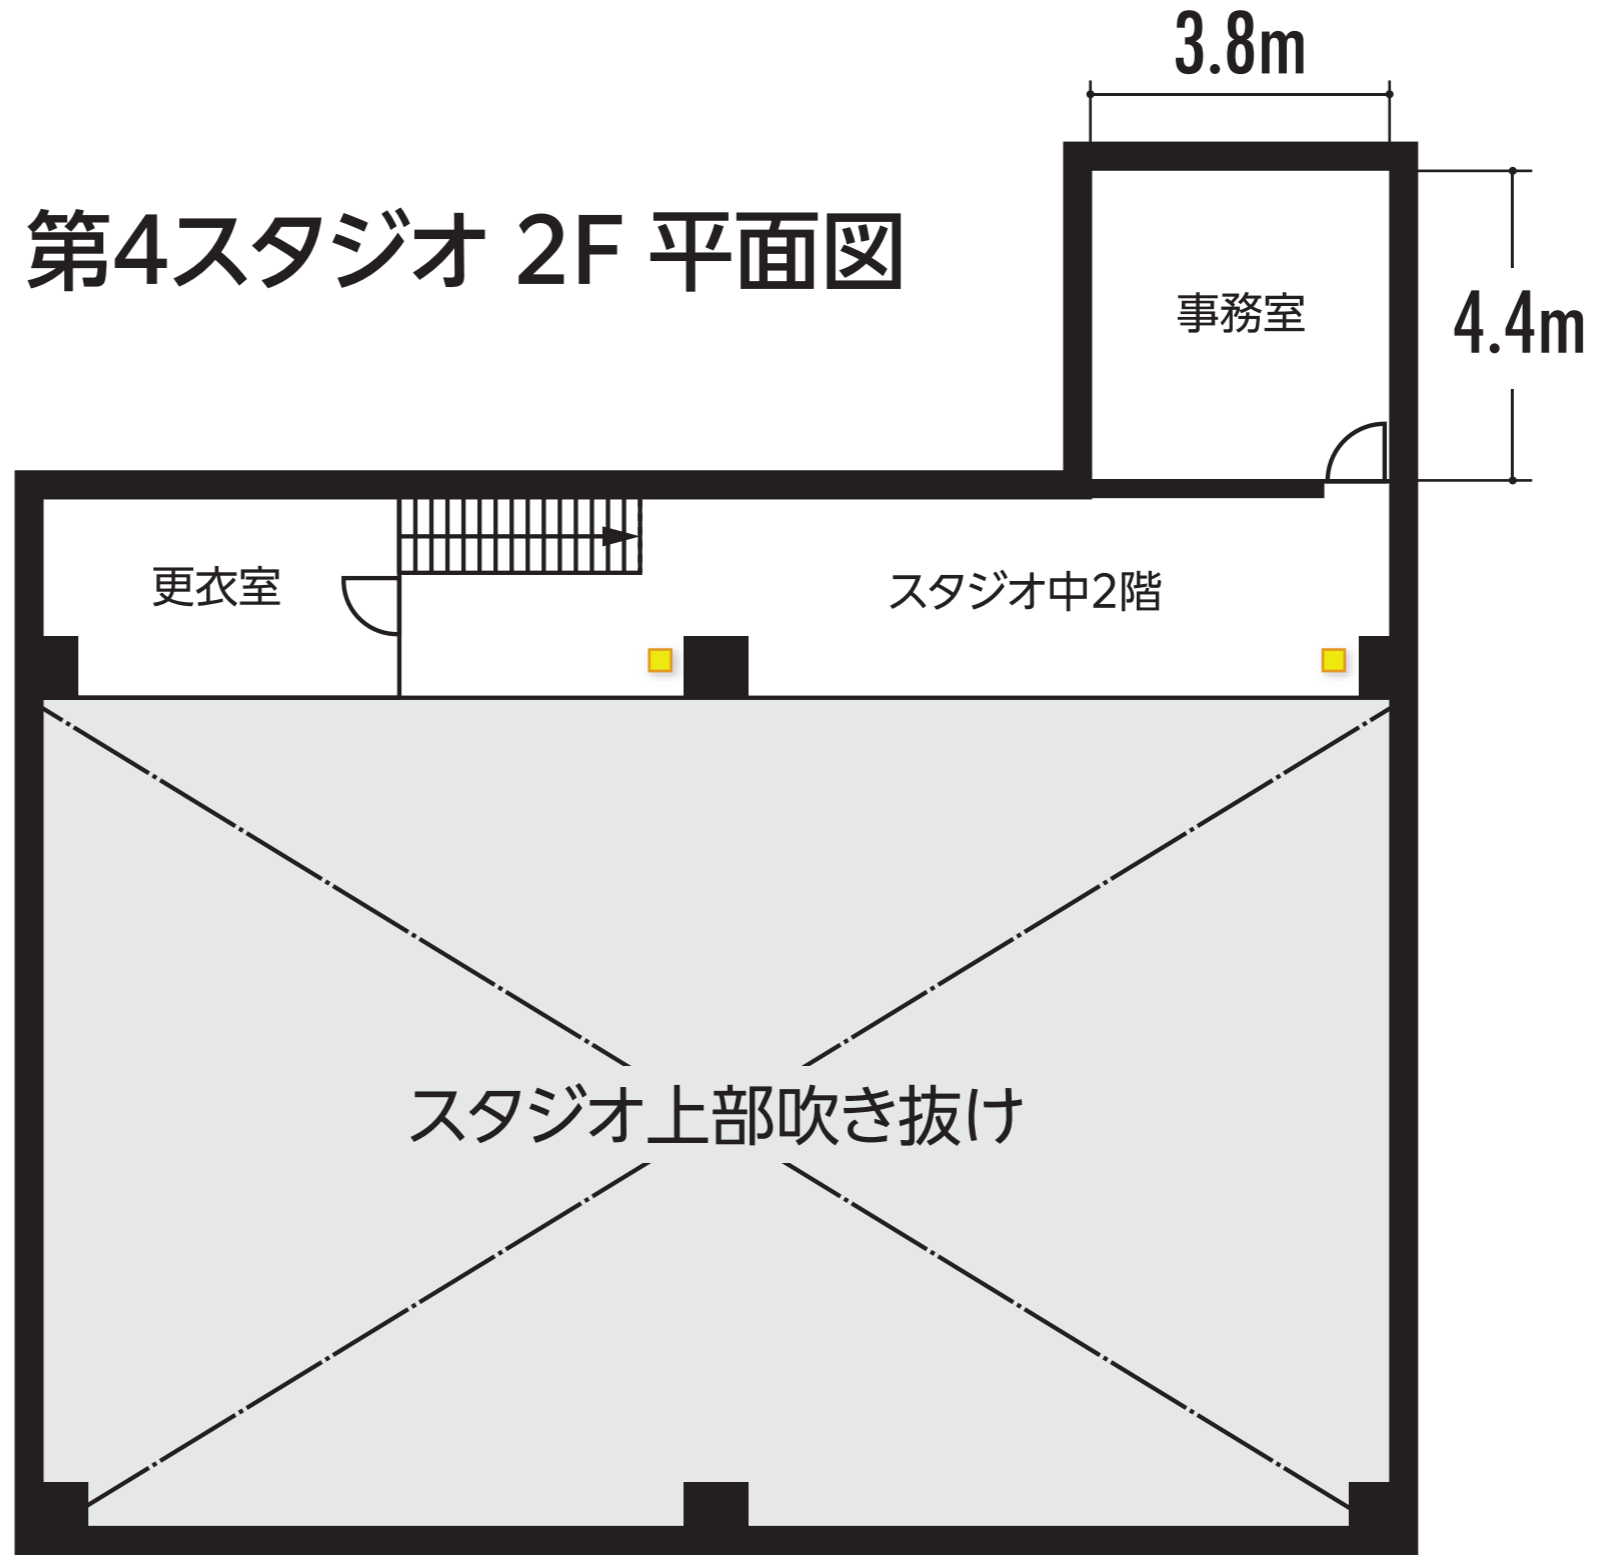 3.8m
第4スタジオ 2F 平面図
事務室
4.4m
更衣室
スタジオ中2階
スタジオ上部吹き抜け